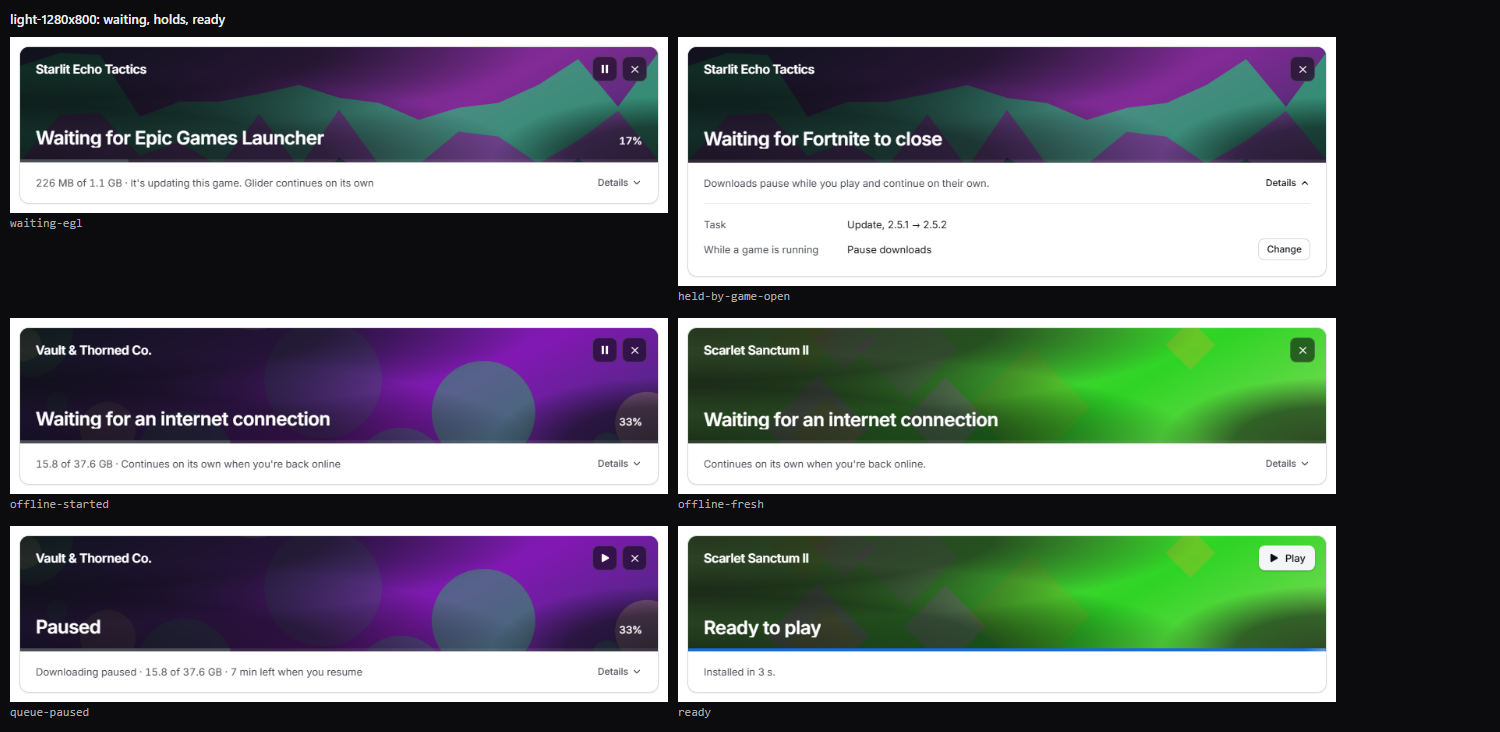 light-1280x800: waiting, holds, ready
Starlit Echo Tactics
Waiting for Epic Games Launcher
17%
226 MB of 1.1 GB · It's updating this game. Glider continues on its own
Details
waiting-egl
Starlit Echo Tactics
Waiting for Fortnite to close
Downloads pause while you play and continue on their own.
Details
Task
Update, 2.5.1 → 2.5.2
While a game is running
Pause downloads
Change
held-by-game-open
Vault & Thorned Co.
Waiting for an internet connection
33%
15.8 of 37.6 GB · Continues on its own when you're back online
Details
offline-started
Scarlet Sanctum II
Waiting for an internet connection
Continues on its own when you're back online.
Details
offline-fresh
Vault & Thorned Co.
Paused
33%
Downloading paused · 15.8 of 37.6 GB · 7 min left when you resume
Details
queue-paused
Scarlet Sanctum II
Play
Ready to play
Installed in 3 s.
ready